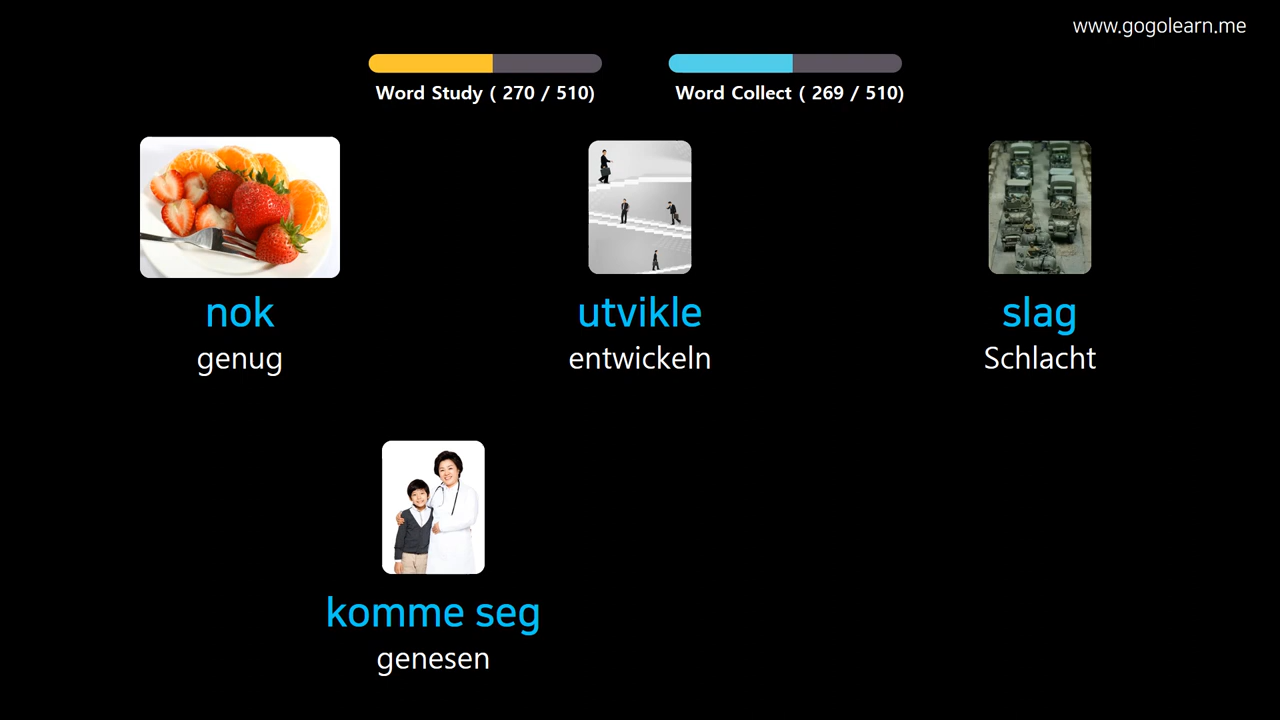 www.gogolearn.me
Word Study ( 270 / 510)
Word Collect ( 269 / 510)
nok
genug
utvikle
entwickeln
slag
Schlacht
komme seg
genesen